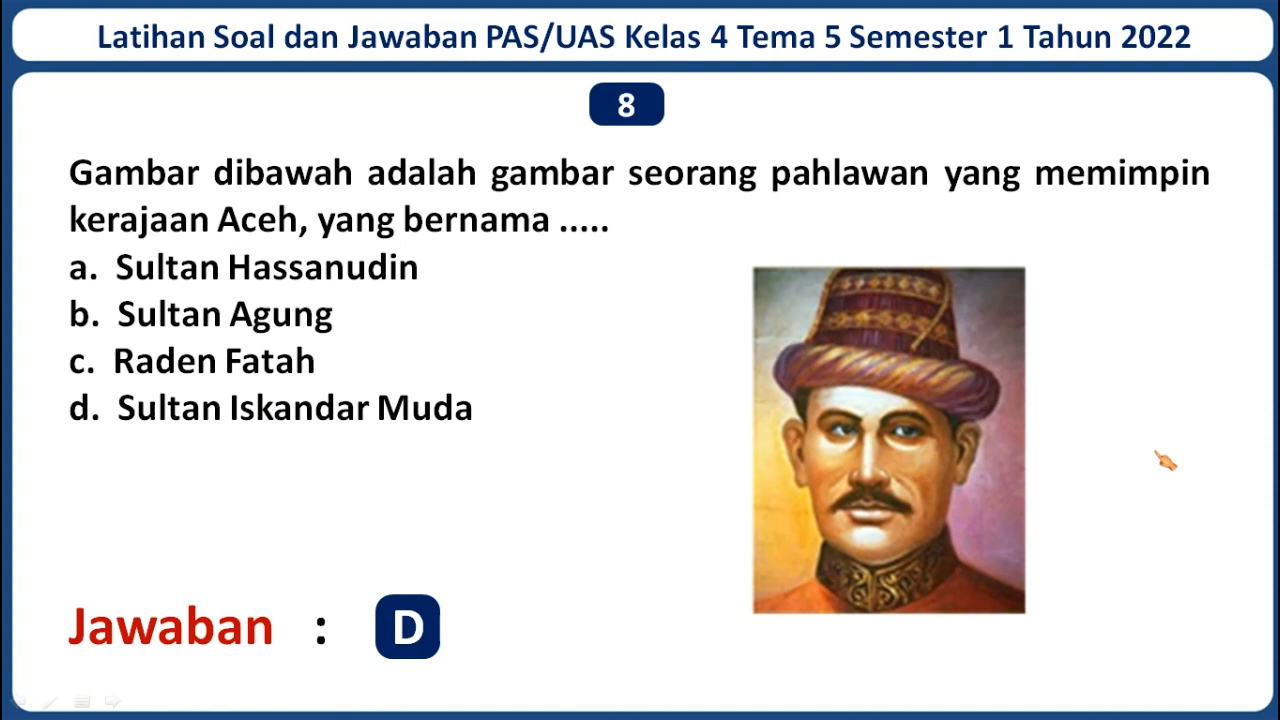 Latihan Soal dan Jawaban PAS/UAS Kelas 4 Tema 5 Semester 1 Tahun 2022
8
Gambar dibawah adalah gambar seorang pahlawan yang memimpin
kerajaan Aceh, yang bernama .....
a. Sultan Hassanudin
b. Sultan Agung
c. Raden Fatah
d. Sultan Iskandar Muda
Jawaban : D